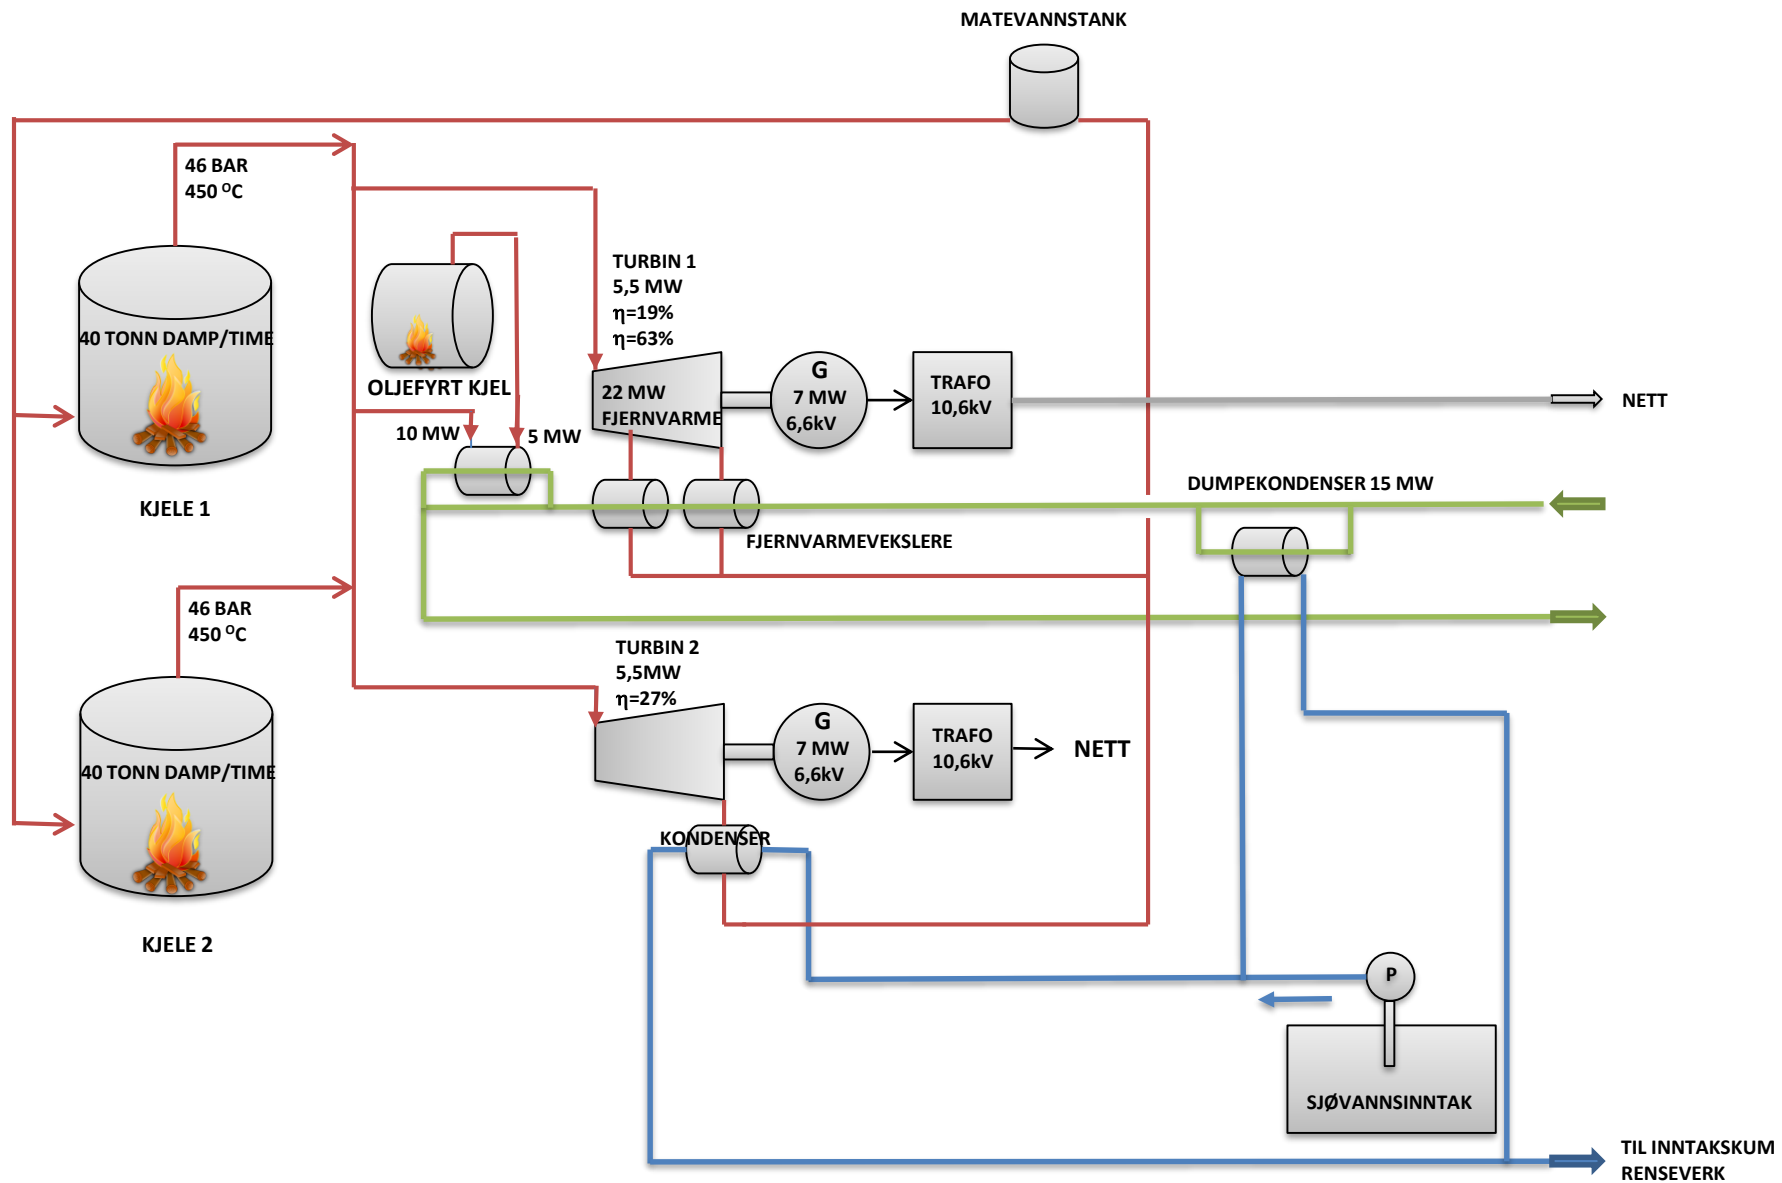 MATEVANNSTANK
46 BAR
450 ᴼC
40 TONN DAMP/TIME
KJELE 1
OLJEFYRT KJEL
10 MW
5 MW
TURBIN 1
5,5 MW
η=19%
η=63%
22 MW
FJERNVARME
G
7 MW
6,6kV
TRAFO
10,6kV
NETT
DUMPEKONDENSER 15 MW
FJERNVARMEVEKSLERE
46 BAR
450 ᴼC
40 TONN DAMP/TIME
KJELE 2
TURBIN 2
5,5MW
η=27%
G
7 MW
6,6kV
TRAFO
10,6kV
NETT
KONDENSER
P
SJØVANNSINNTAK
TIL INNTAKSKUM
RENSEVERK